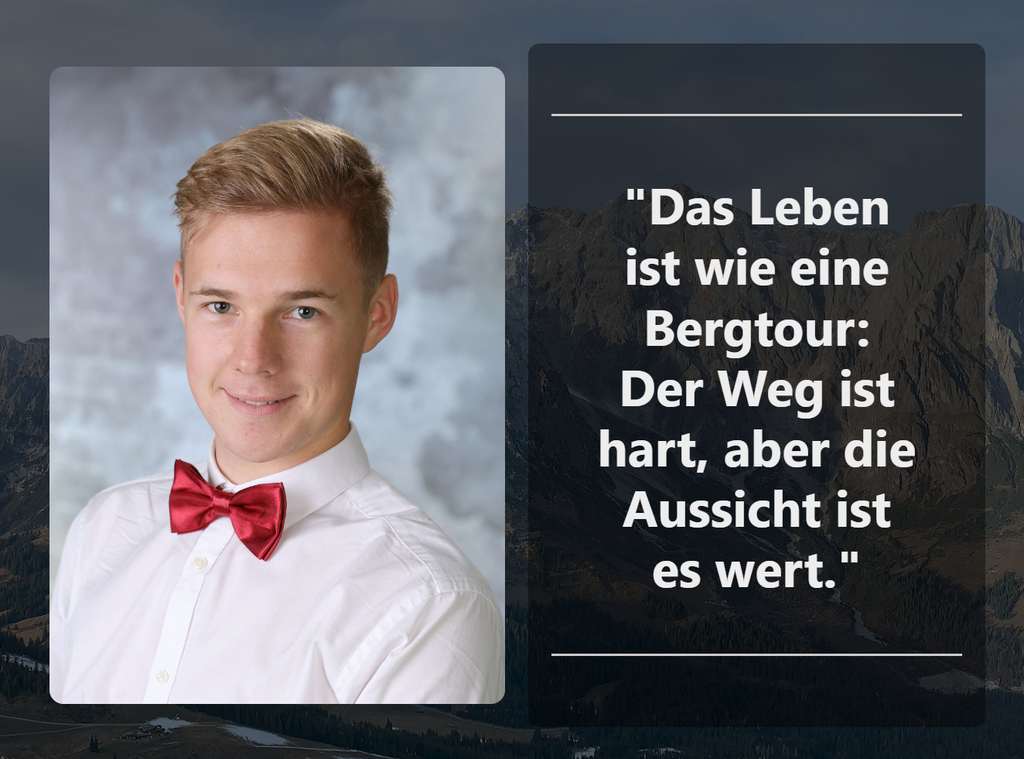 "Das Leben
ist wie eine
Bergtour:
Der Weg ist
hart, aber die
Aussicht ist
es wert."